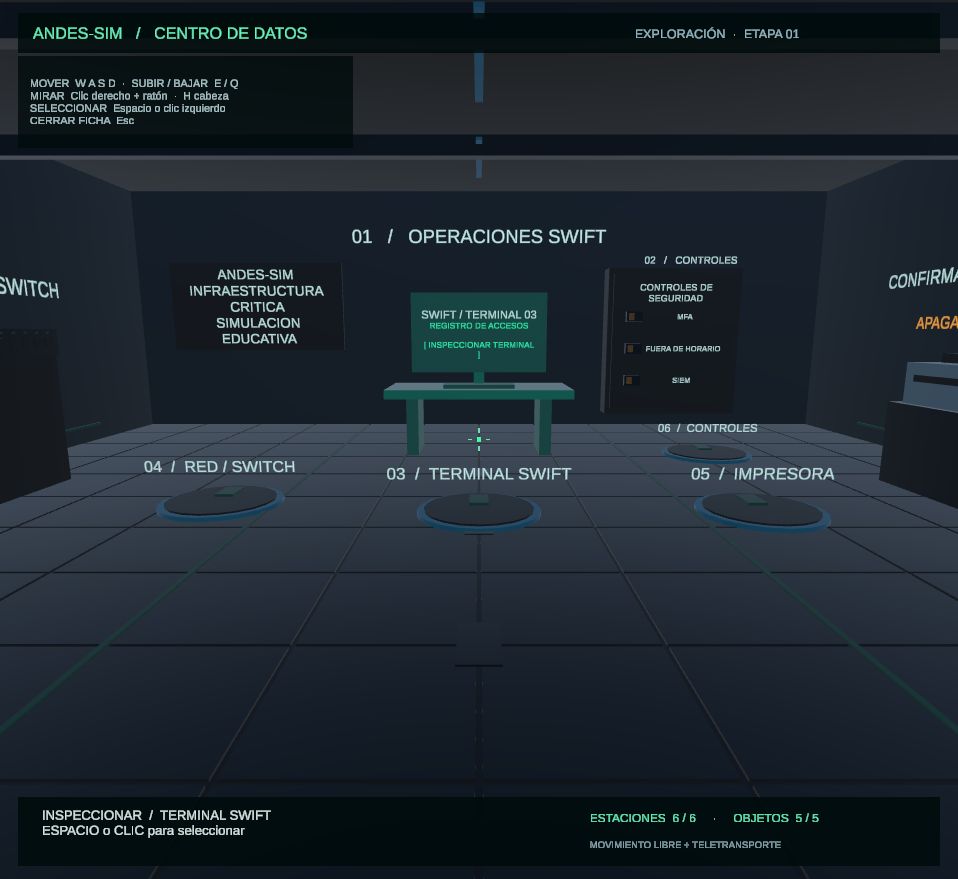 ANDES-SIM / CENTRO DE DATOS
EXPLORACIÓN · ETAPA 01
MOVER W A S D · SUBIR / BAJAR E / Q
MIRAR Clic derecho + ratón · H cabeza
SELECCIONAR Espacio o clic izquierdo
CERRAR FICHA Esc
01 / OPERACIONES SWIFT
02 / CONTROLES
ANDES-SIM
INFRAESTRUCTURA
CRITICA
SIMULACION
EDUCATIVA
SWIFT / TERMINAL 03
REGISTRO DE ACCESOS
[ INSPECCIONAR TERMINAL
]
CONTROLES DE
SEGURIDAD
MFA
FUERA DE HORARIO
SIEM
SWITCH
CONFIRMA
APAGA
06 / CONTROLES
04 / RED / SWITCH
03 / TERMINAL SWIFT
05 / IMPRESORA
INSPECCIONAR / TERMINAL SWIFT
ESPACIO o CLIC para seleccionar
ESTACIONES 6 / 6 · OBJETOS 5 / 5
MOVIMIENTO LIBRE + TELETRANSPORTE